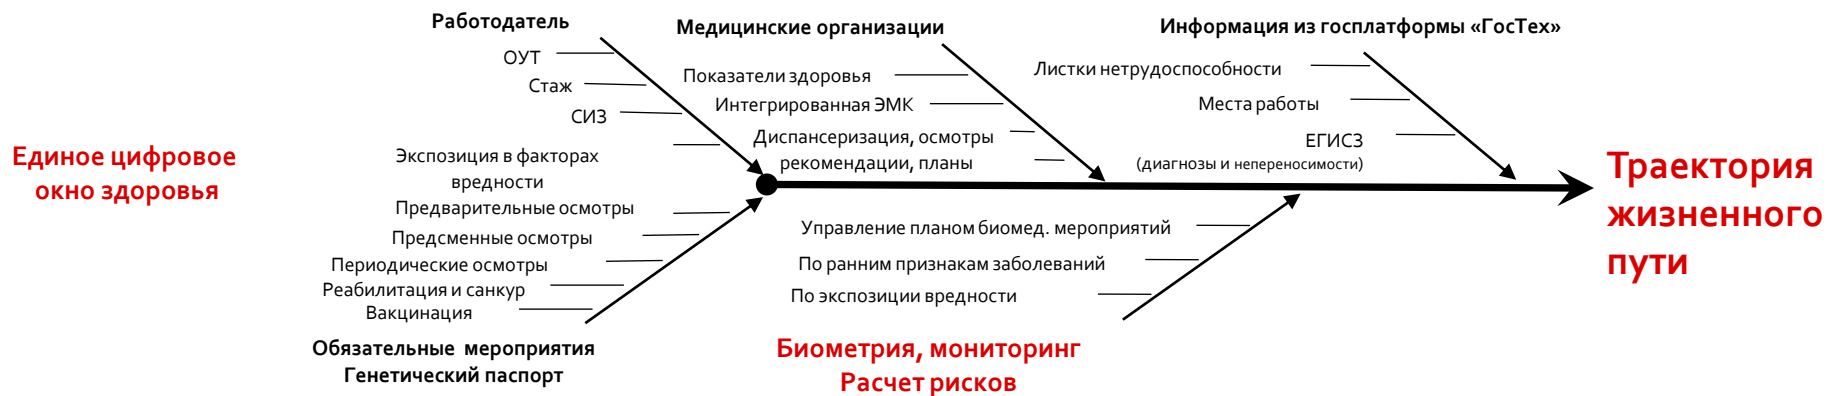 Единое цифровое
окно здоровья
Работодатель
ОУТ
Стаж
СИЗ
Экспозиция в факторах
вредности
Предварительные осмотры
Предсменные осмотры
Периодические осмотры
Реабилитация и санкур
Вакцинация
Обязательные мероприятия
Генетический паспорт
Медицинские организации
Показатели здоровья
Интегрированная ЭМК
Диспансеризация, осмотры
рекомендации, планы
Управление планом биомед. мероприятий
По ранним признакам заболеваний
По экспозиции вредности
Биометрия, мониторинг
Расчет рисков
Информация из госплатформы «ГосТех»
Листки нетрудоспособности
Места работы
ЕГИСЗ
(диагнозы и непереносимости)
Траектория
жизненного
пути